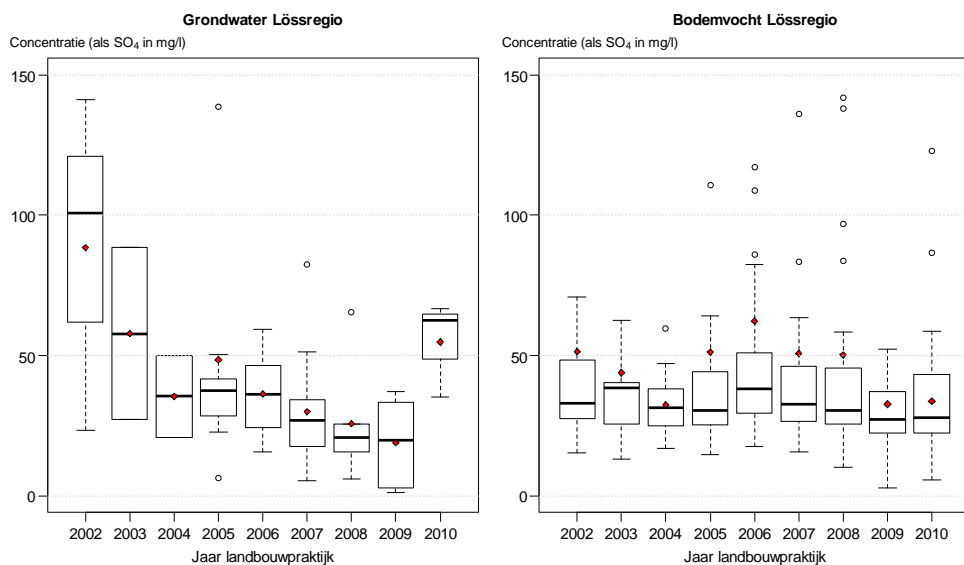 Grondwater Lössregio
Concentratie (als SO₄ in mg/l)
150
100
50
0
2002 2003 2004 2005 2006 2007 2008 2009 2010
Jaar landbouwpraktijk
Bodemvocht Lössregio
Concentratie (als SO₄ in mg/l)
150
100
50
0
2002 2003 2004 2005 2006 2007 2008 2009 2010
Jaar landbouwpraktijk